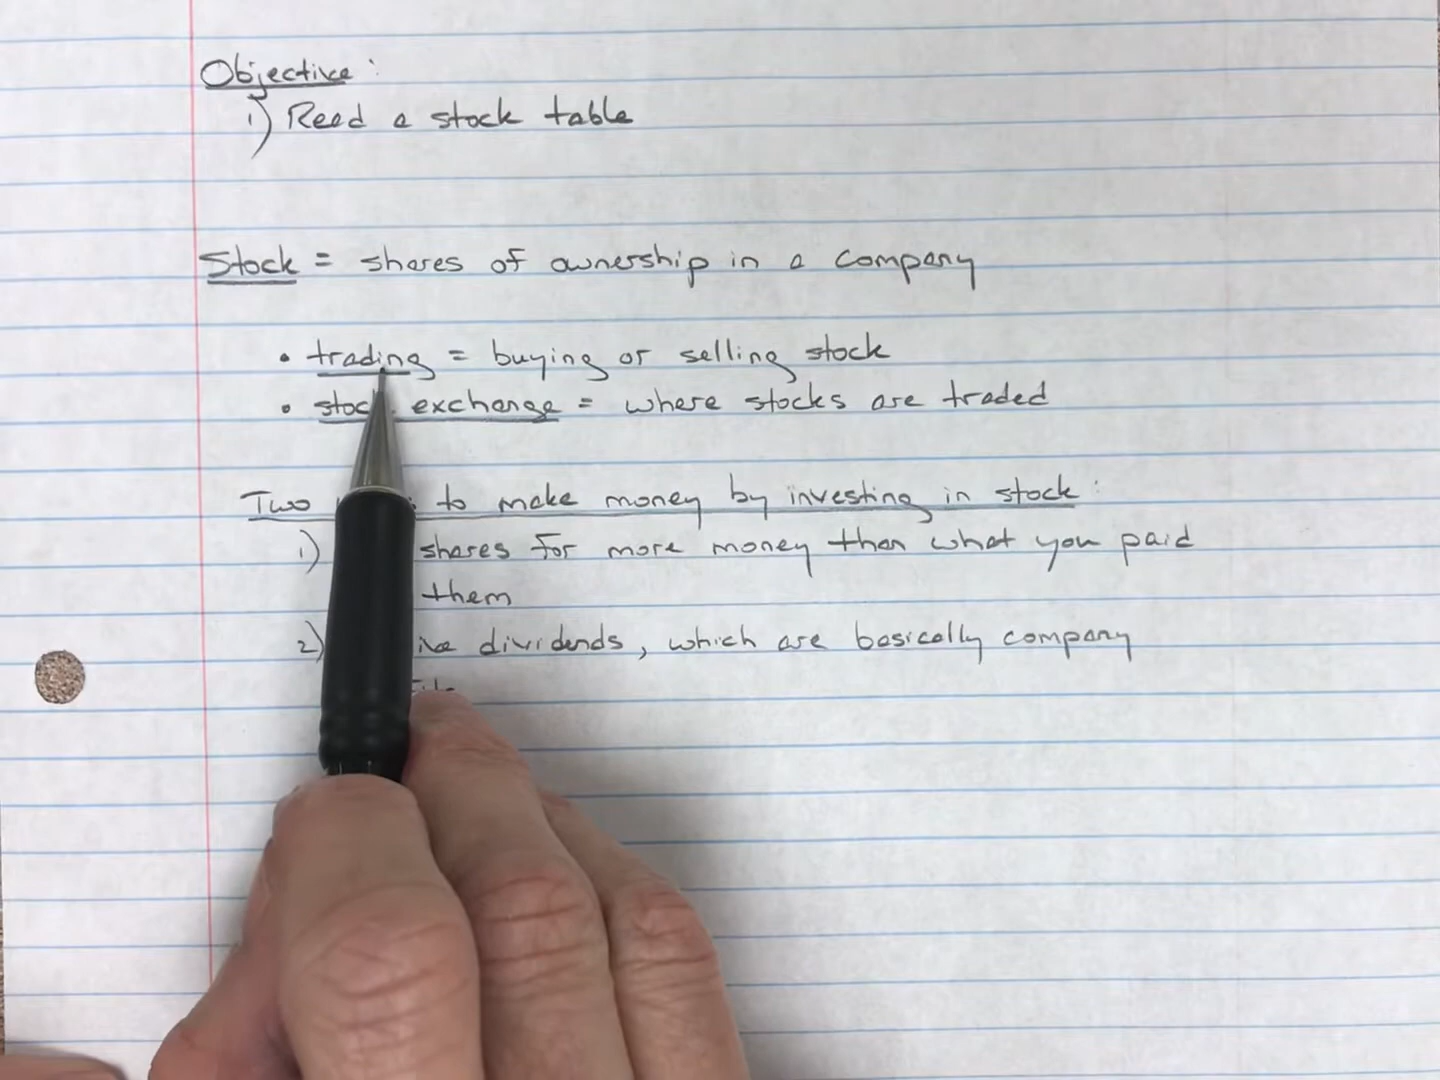 Objective:
1) Read a stock table
Stock = shares of ownership in a company
• trading = buying or selling stock
• stock exchange = where stocks are traded
Two to make money by investing in stock:
1) shares for more money than what you paid
them
2) dividends, which are basically company